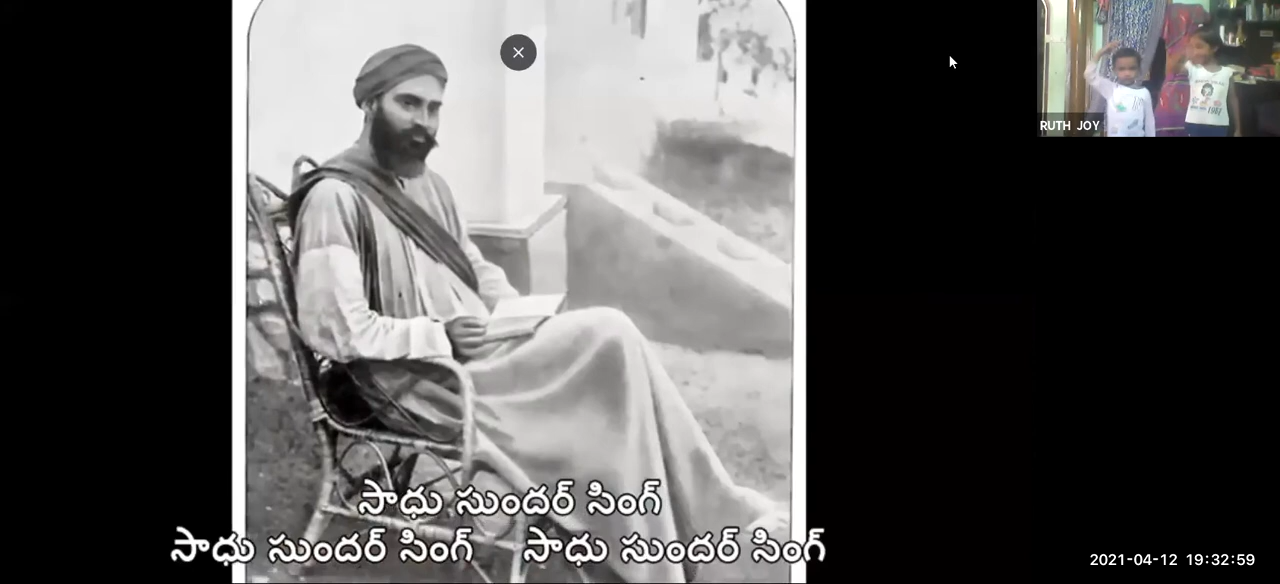 RUTH JOY
సాధు సుందర్ సింగ్
సాధు సుందర్ సింగ్ సాధు సుందర్ సింగ్
2021-04-12 19:32:59